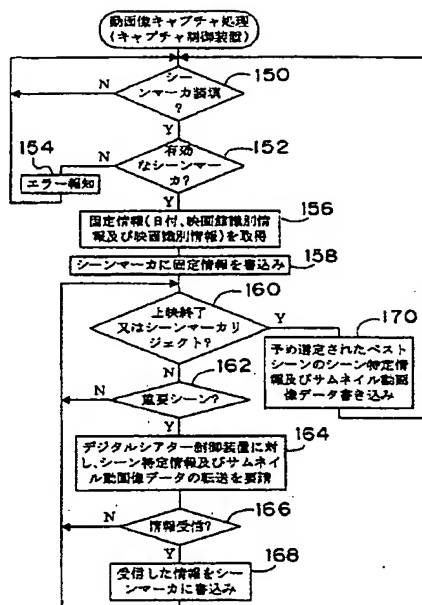 動画像キャプチャ処理
(キャプチャ制御装置)
150
シー
ンマーカ装填
?
N
Y
152
有効
なシーンマー
カ?
N
Y
154
エラー報知
156
固定情報(日付、映画館識別情
報及び映画識別情報)を取得
158
シーンマーカに固定情報を書込み
160
上映終了
又はシーンマーカリ
ジェクト?
Y
N
170
予め選定されたベスト
シーンのシーン特定情
報及びサムネイル動画
像データ書き込み
162
重要シーン?
N
Y
164
デジタルシアター制御装置に対
し、シーン特定情報及びサムネイ
ル動画像データの転送を要請
166
情報受信?
N
Y
168
受信した情報をシー
ンマーカに書込み